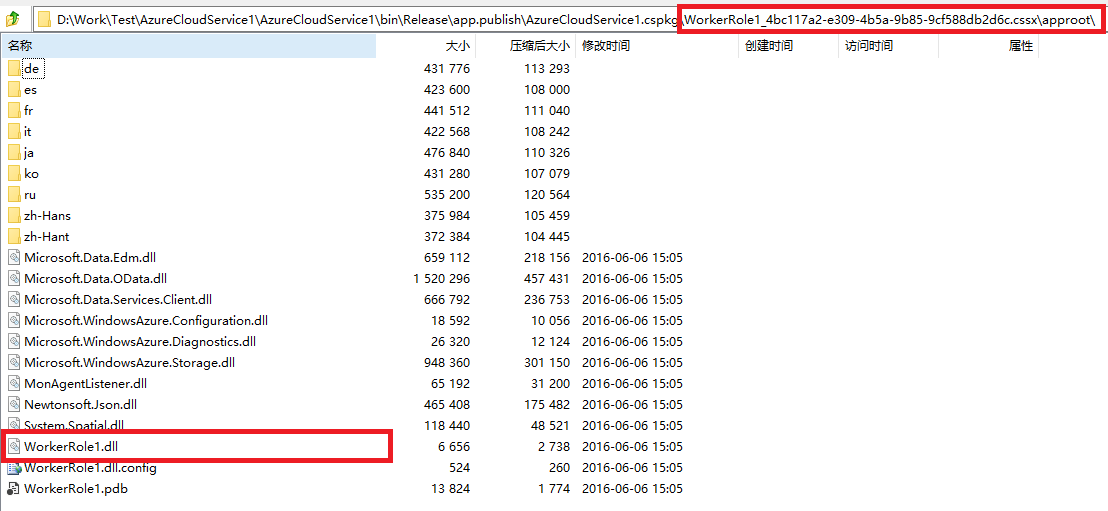 D:\Work\Test\AzureCloudService1\AzureCloudService1\bin\Release\app.publish\AzureCloudService1.cspkg\WorkerRole1_4bc117a2-e309-4b5a-9b85-9cf588db2d6c.cssx\approot\
名称 大小 压缩后大小 修改时间 创建时间 访问时间 属性
de 431 776 113 293
es 423 600 108 000
fr 441 512 111 040
it 422 568 108 242
ja 476 840 110 326
ko 431 280 107 079
ru 535 200 120 564
zh-Hans 375 984 105 459
zh-Hant 372 384 104 445
Microsoft.Data.Edm.dll 659 112 218 156 2016-06-06 15:05
Microsoft.Data.OData.dll 1 520 296 457 431 2016-06-06 15:05
Microsoft.Data.Services.Client.dll 666 792 236 753 2016-06-06 15:05
Microsoft.WindowsAzure.Configuration.dll 18 592 10 056 2016-06-06 15:05
Microsoft.WindowsAzure.Diagnostics.dll 26 320 12 124 2016-06-06 15:05
Microsoft.WindowsAzure.Storage.dll 948 360 301 150 2016-06-06 15:05
MonAgentListener.dll 65 192 31 200 2016-06-06 15:05
Newtonsoft.Json.dll 465 408 175 482 2016-06-06 15:05
System.Spatial.dll 118 440 48 521 2016-06-06 15:05
WorkerRole1.dll 6 656 2 738 2016-06-06 15:05
WorkerRole1.dll.config 524 260 2016-06-06 15:05
WorkerRole1.pdb 13 824 1 774 2016-06-06 15:05